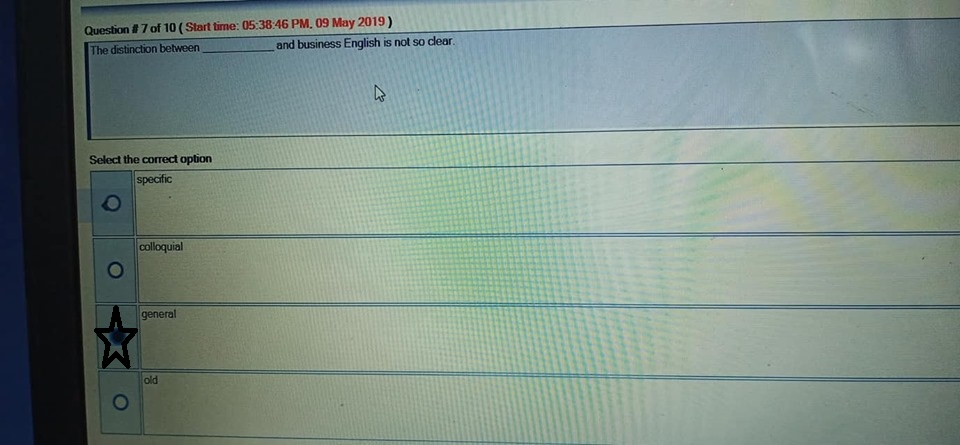 Question # 7 of 10 ( Start time: 05:38:46 PM, 09 May 2019 )
The distinction between ____________ and business English is not so clear.
Select the correct option
specific
colloquial
general
old